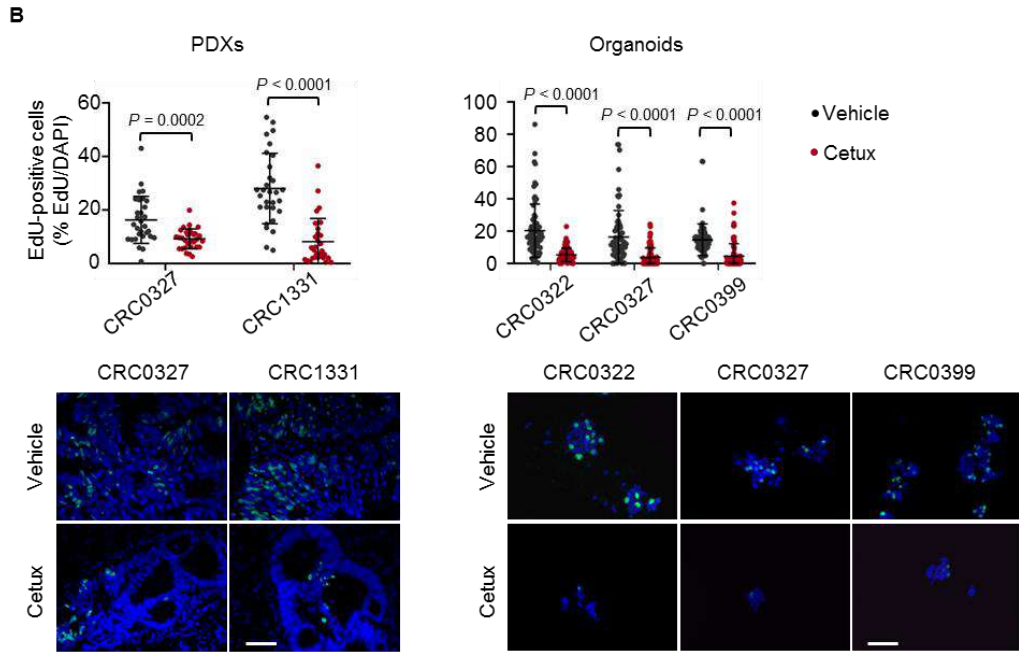 B
PDXs
Organoids
EdU-positive cells
(% EdU/DAPI)
60
40
20
0
P = 0.0002
P < 0.0001
CRC0327
CRC1331
100
80
60
40
20
0
P < 0.0001
P < 0.0001
P < 0.0001
CRC0322
CRC0327
CRC0399
Vehicle
Cetux
CRC0327
CRC1331
Vehicle
Cetux
CRC0322
CRC0327
CRC0399
Vehicle
Cetux